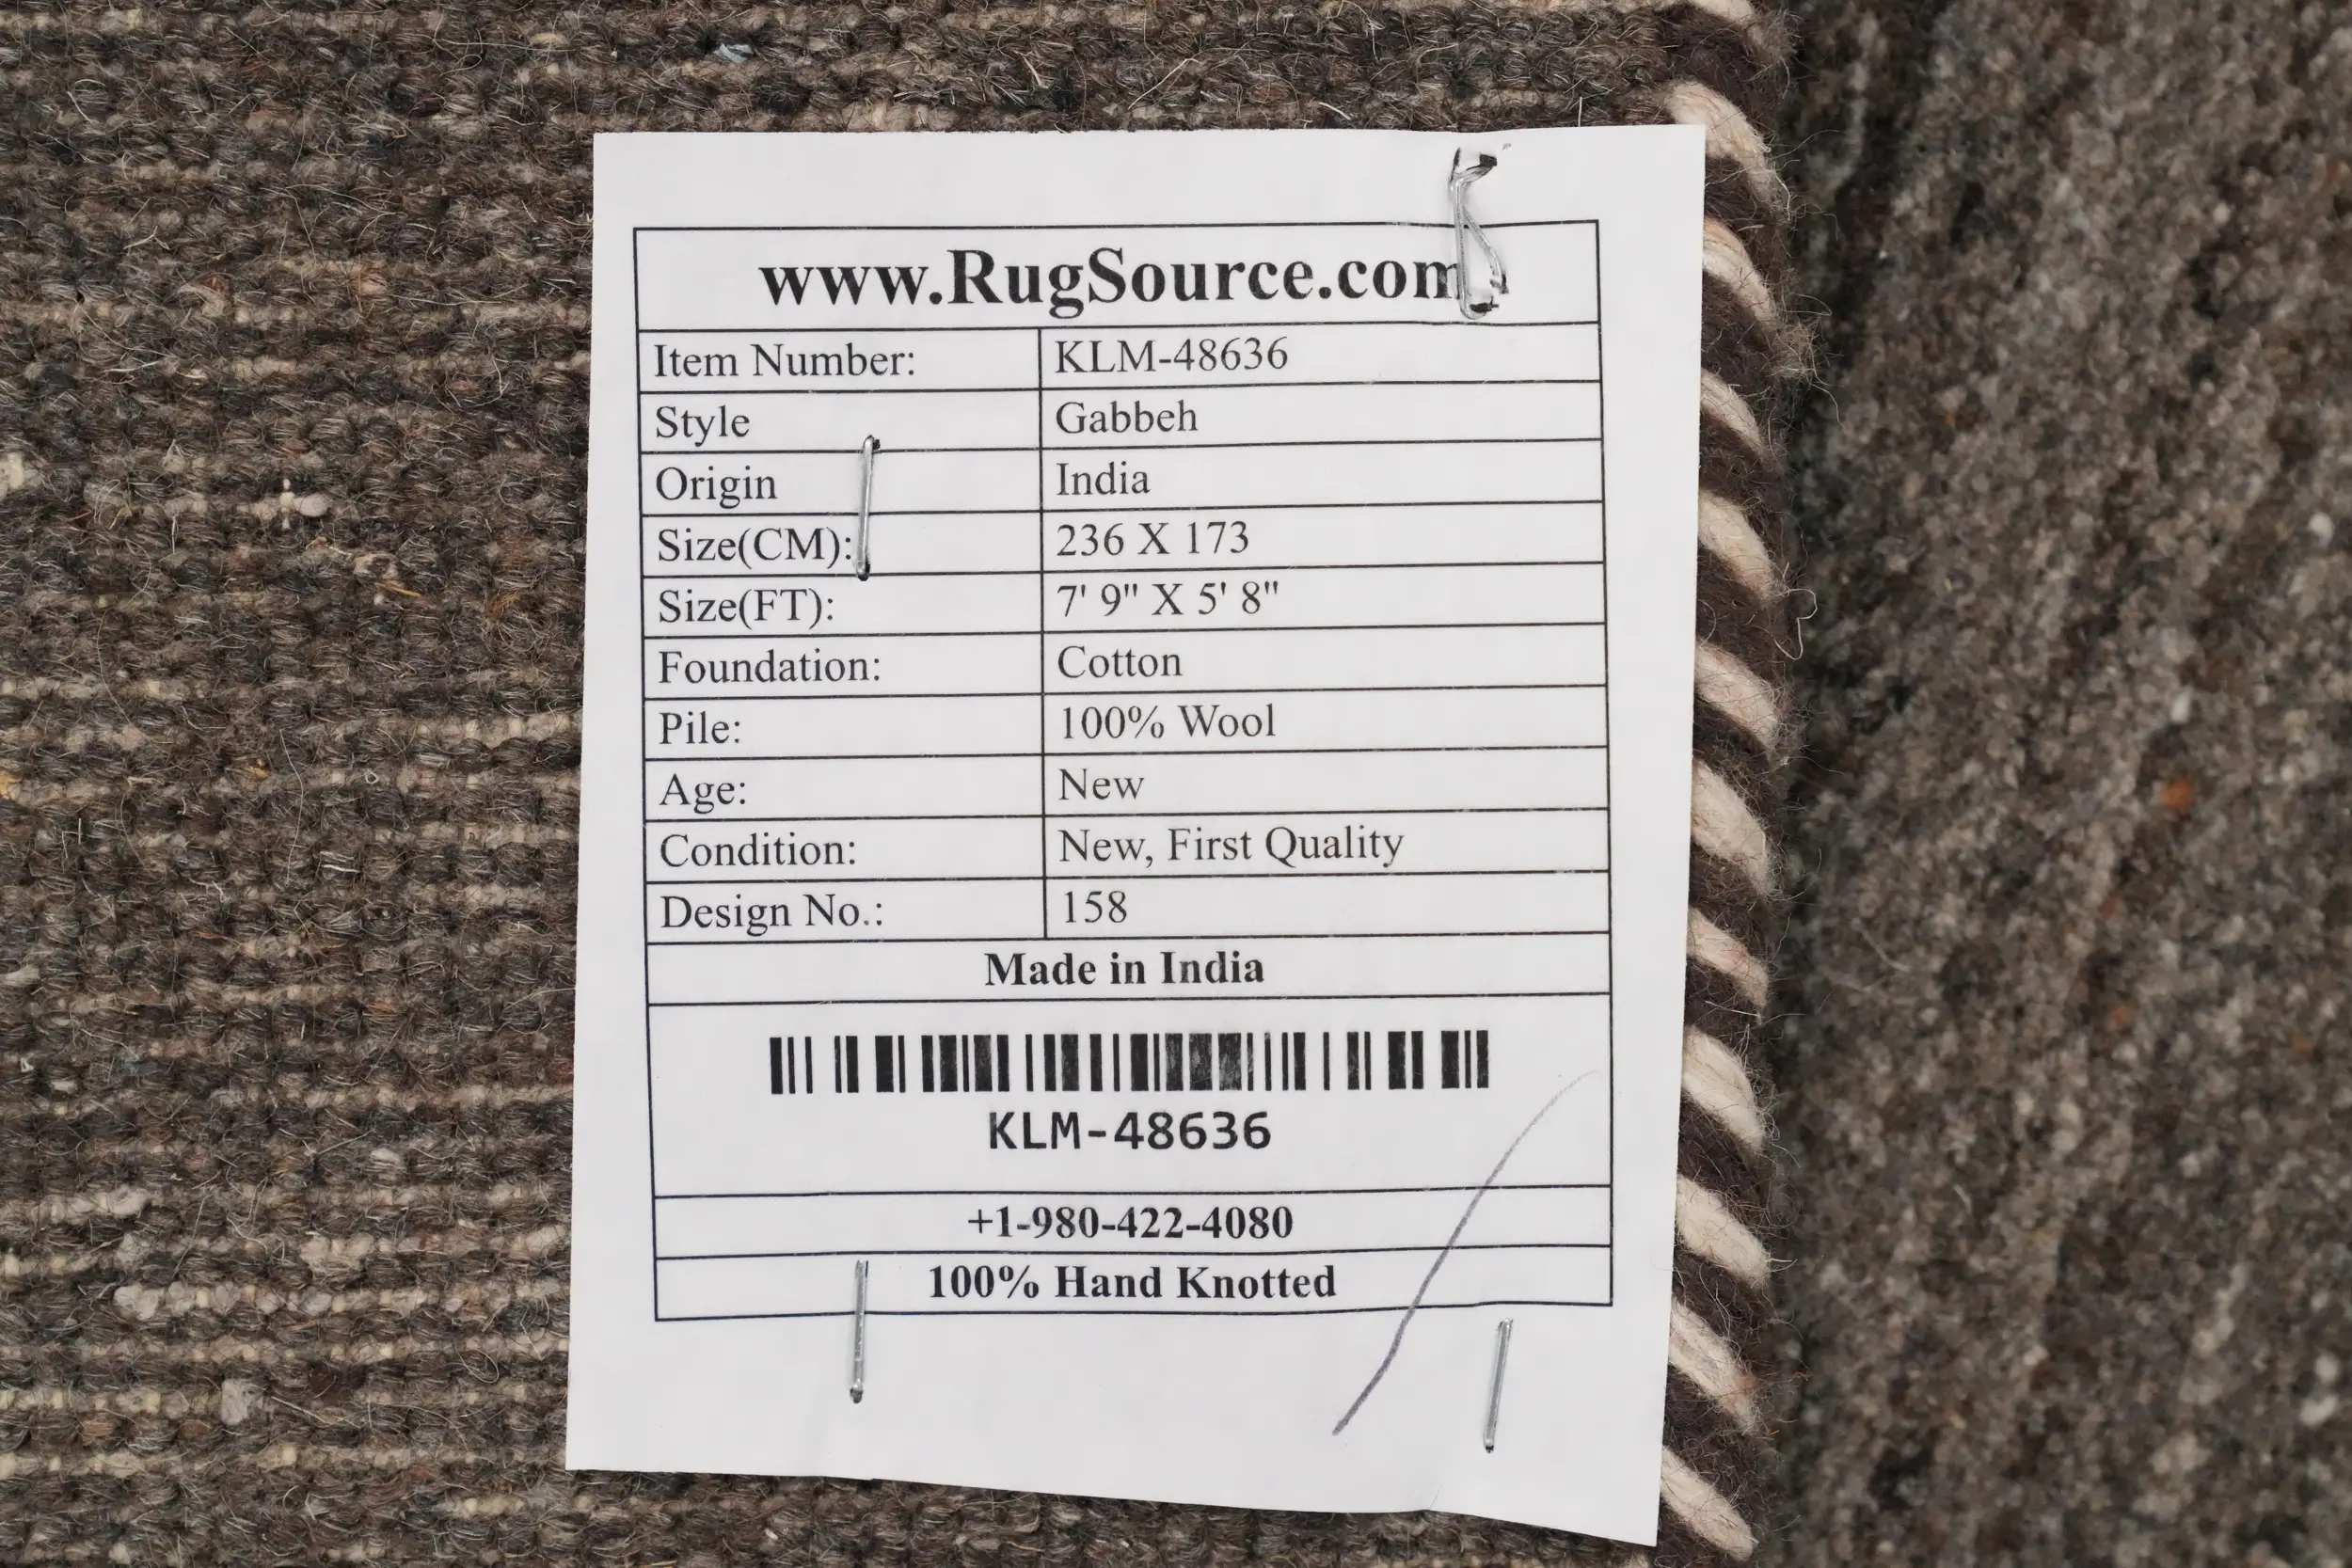 www.RugSource.com
Item Number: KLM-48636
Style Gabbeh
Origin India
Size(CM): 236 X 173
Size(FT): 7' 9" X 5' 8"
Foundation: Cotton
Pile: 100% Wool
Age: New
Condition: New, First Quality
Design No.: 158
Made in India
KLM-48636
+1-980-422-4080
100% Hand Knotted